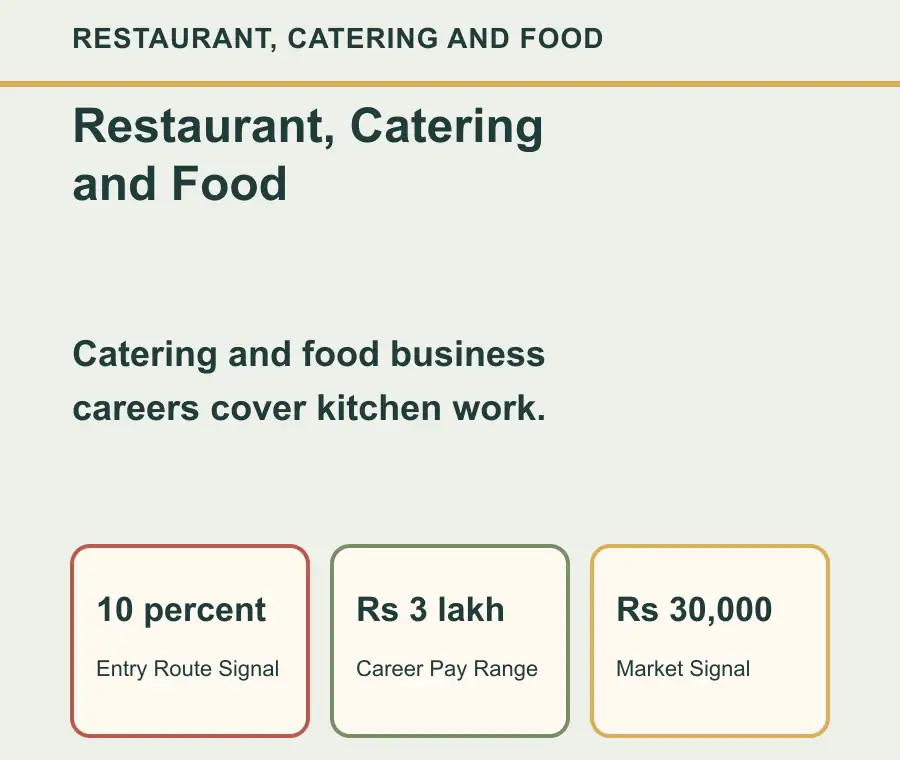 RESTAURANT, CATERING AND FOOD
Restaurant, Catering
and Food
Catering and food business
careers cover kitchen work.
10 percent
Entry Route Signal
Rs 3 lakh
Career Pay Range
Rs 30,000
Market Signal